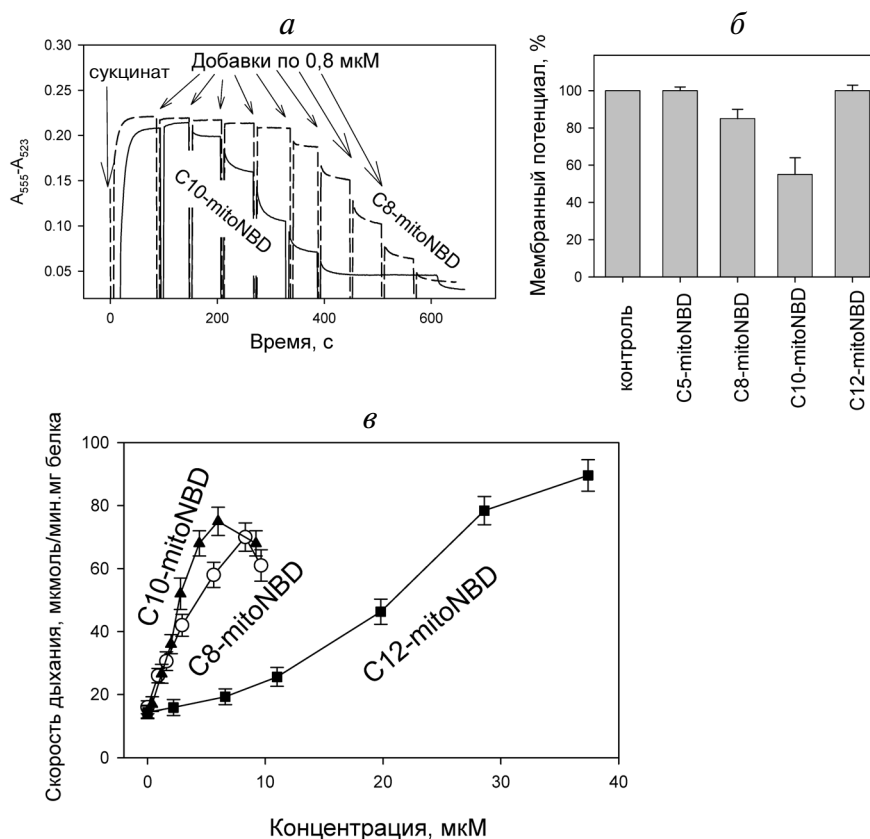 а
A555-A523
0.30
0.25
0.20
0.15
0.10
0.05
сукцинат
Добавки по 0,8 мкМ
C10-mitoNBD
C8-mitoNBD
0
200
400
600
Время, с
б
Мембранный потенциал, %
100
80
60
40
20
0
контроль
C5-mitoNBD
C8-mitoNBD
C10-mitoNBD
C12-mitoNBD
в
Скорость дыхания, мкмоль/мин.мг белка
100
80
60
40
20
0
C10-mitoNBD
C8-mitoNBD
C12-mitoNBD
0
10
20
30
40
Концентрация, мкМ